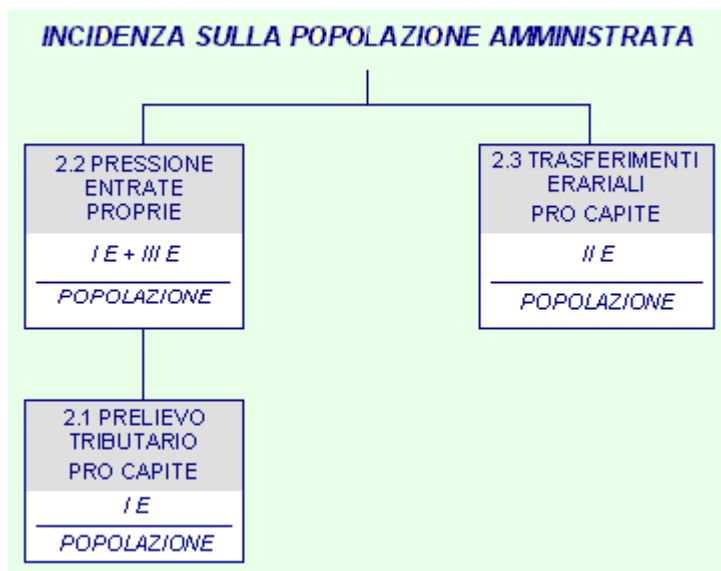 INCIDENZA SULLA POPOLAZIONE AMMINISTRATA
2.2 PRESSIONE
ENTRATE
PROPRIE
I E + III E
POPOLAZIONE
2.3 TRASFERIMENTI
ERARIALI
PRO CAPITE
II E
POPOLAZIONE
2.1 PRELIEVO
TRIBUTARIO
PRO CAPITE
I E
POPOLAZIONE